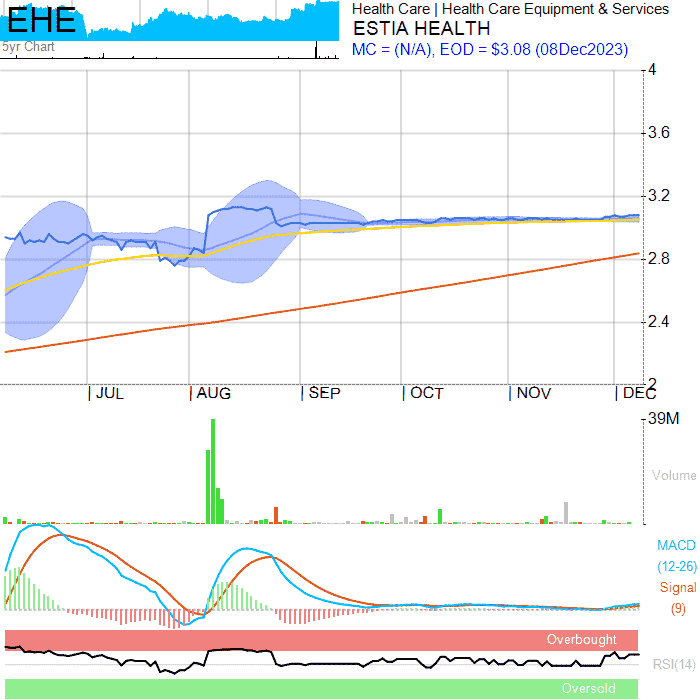 EHE
5yr Chart
Health Care | Health Care Equipment & Services
ESTIA HEALTH
MC = (N/A), EOD = $3.08 (08Dec2023)
4
3.6
3.2
2.8
2.4
2
| JUL | AUG | SEP | OCT | NOV | DEC
39M
Volume
MACD
(12-26)
Signal
(9)
Overbought
RSI(14)
Oversold